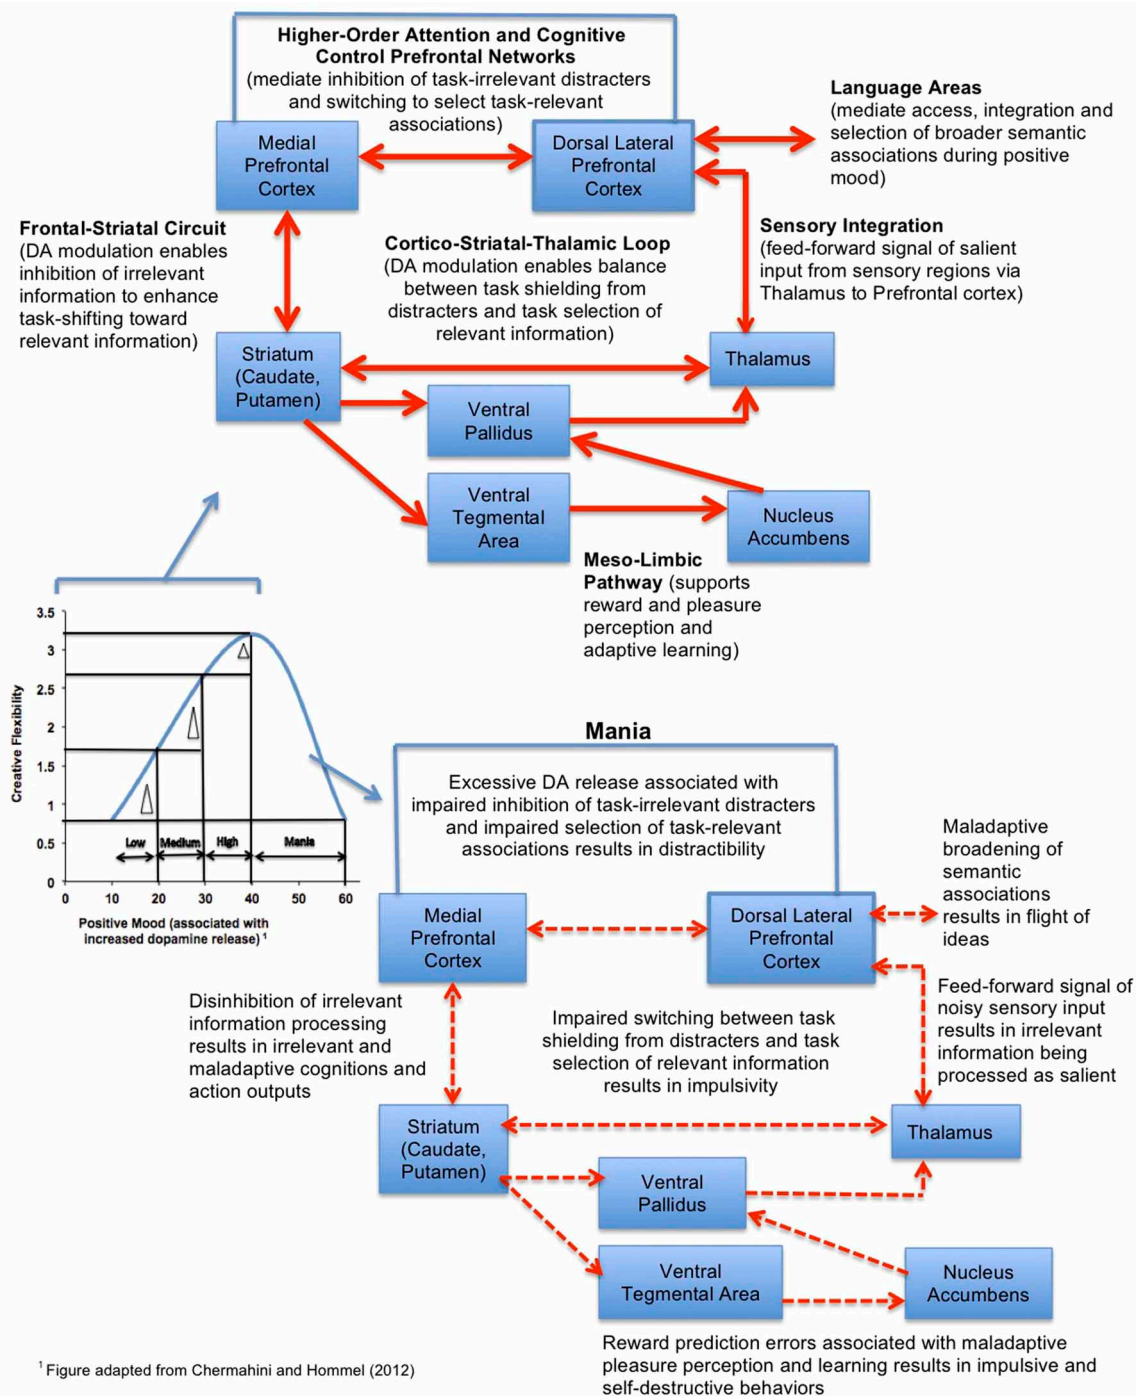 Higher-Order Attention and Cognitive
Control Prefrontal Networks
(mediate inhibition of task-irrelevant distracters
and switching to select task-relevant
associations)
Language Areas
(mediate access, integration and
selection of broader semantic
associations during positive
mood)
Medial
Prefrontal
Cortex
Dorsal Lateral
Prefrontal
Cortex
Frontal-Striatal Circuit
(DA modulation enables
inhibition of irrelevant
information to enhance
task-shifting toward
relevant information)
Cortico-Striatal-Thalamic Loop
(DA modulation enables balance
between task shielding from
distracters and task selection of
relevant information)
Sensory Integration
(feed-forward signal of salient
input from sensory regions via
Thalamus to Prefrontal cortex)
Striatum
(Caudate,
Putamen)
Thalamus
Ventral
Pallidus
Ventral
Tegmental
Area
Nucleus
Accumbens
Meso-Limbic
Pathway (supports
reward and pleasure
perception and
adaptive learning)
Creative Flexibility
3.5
3
2.5
2
1.5
1
0.5
0
Low Medium High Mania
0 10 20 30 40 50 60
Positive Mood (associated with
increased dopamine release) 1
Mania
Excessive DA release associated with
impaired inhibition of task-irrelevant distracters
and impaired selection of task-relevant
associations results in distractibility
Maladaptive
broadening of
semantic
associations
results in flight of
ideas
Medial
Prefrontal
Cortex
Dorsal Lateral
Prefrontal
Cortex
Disinhibition of irrelevant
information processing
results in irrelevant and
maladaptive cognitions and
action outputs
Impaired switching between task
shielding from distracters and task
selection of relevant information
results in impulsivity
Feed-forward signal of
noisy sensory input
results in irrelevant
information being
processed as salient
Striatum
(Caudate,
Putamen)
Thalamus
Ventral
Pallidus
Ventral
Tegmental Area
Nucleus
Accumbens
Reward prediction errors associated with maladaptive
pleasure perception and learning results in impulsive and
self-destructive behaviors
1 Figure adapted from Chermahini and Hommel (2012)